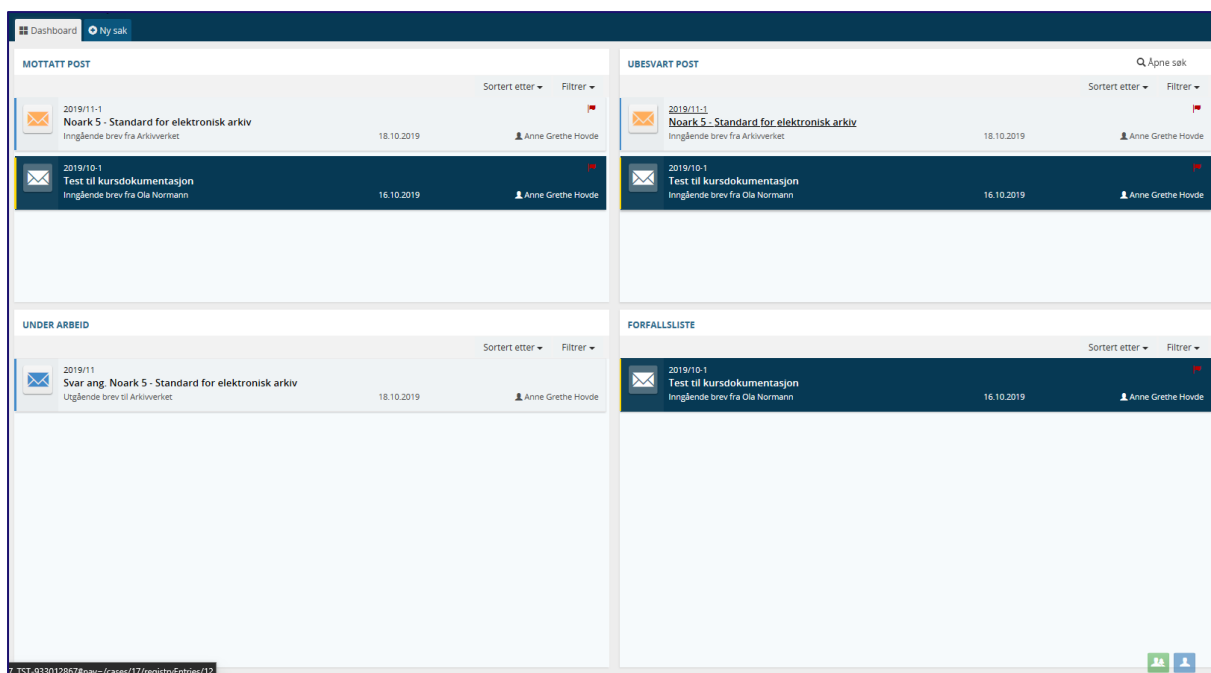 Dashboard Ny sak
MOTTATT POST
Sortert etter Filtrer
2019/11-1
Noark 5 - Standard for elektronisk arkiv
Inngående brev fra Arkivverket 18.10.2019 Anne Grethe Hovde
2019/10-1
Test til kursdokumentasjon
Inngående brev fra Ola Normann 16.10.2019 Anne Grethe Hovde
UBESVART POST Åpne søk
Sortert etter Filtrer
2019/11-1
Noark 5 - Standard for elektronisk arkiv
Inngående brev fra Arkivverket 18.10.2019 Anne Grethe Hovde
2019/10-1
Test til kursdokumentasjon
Inngående brev fra Ola Normann 16.10.2019 Anne Grethe Hovde
UNDER ARBEID
Sortert etter Filtrer
2019/11
Svar ang. Noark 5 - Standard for elektronisk arkiv
Utgående brev til Arkivverket 18.10.2019 Anne Grethe Hovde
FORFALLSLISTE
Sortert etter Filtrer
2019/10-1
Test til kursdokumentasjon
Inngående brev fra Ola Normann 16.10.2019 Anne Grethe Hovde
7_TST-933012867#nav=/cases/17/registryEntries/12